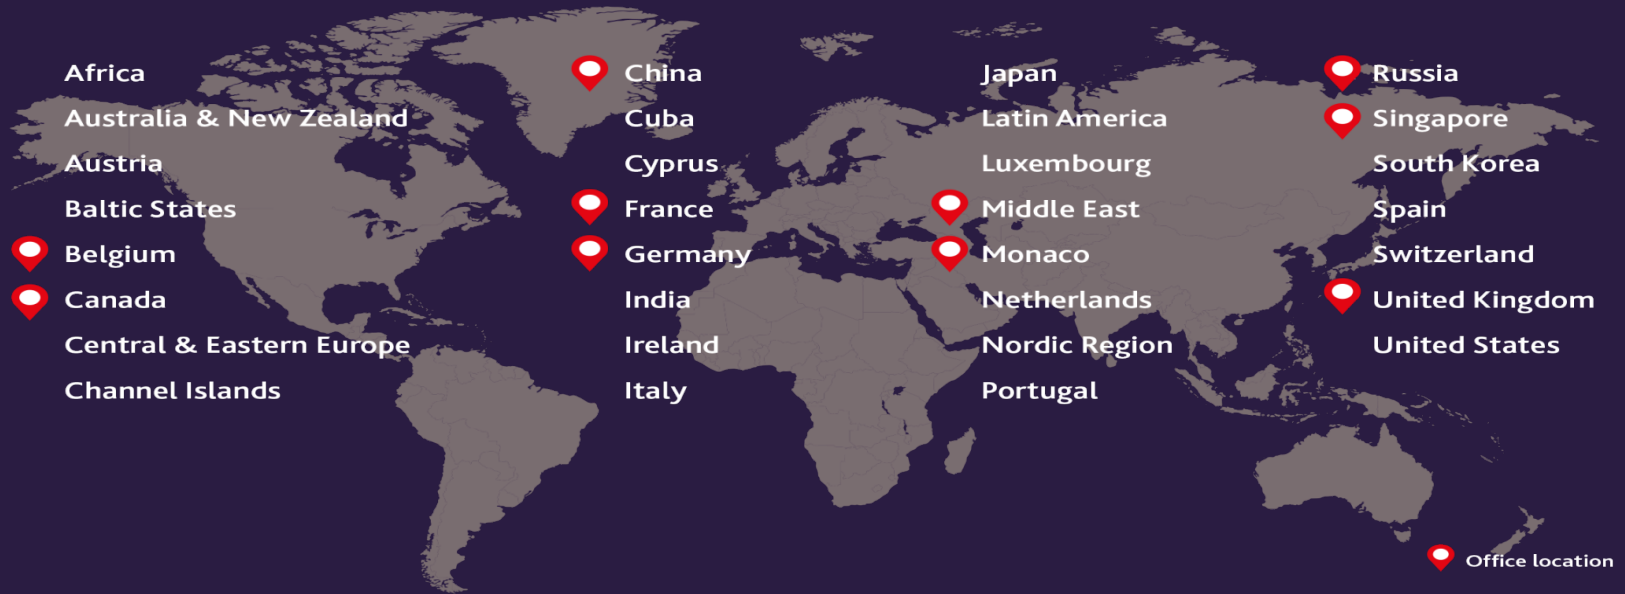 Africa
Australia & New Zealand
Austria
Baltic States
Belgium
Canada
Central & Eastern Europe
Channel Islands
China
Cuba
Cyprus
France
Germany
India
Ireland
Italy
Japan
Latin America
Luxembourg
Middle East
Monaco
Netherlands
Nordic Region
Portugal
Russia
Singapore
South Korea
Spain
Switzerland
United Kingdom
United States
Office location